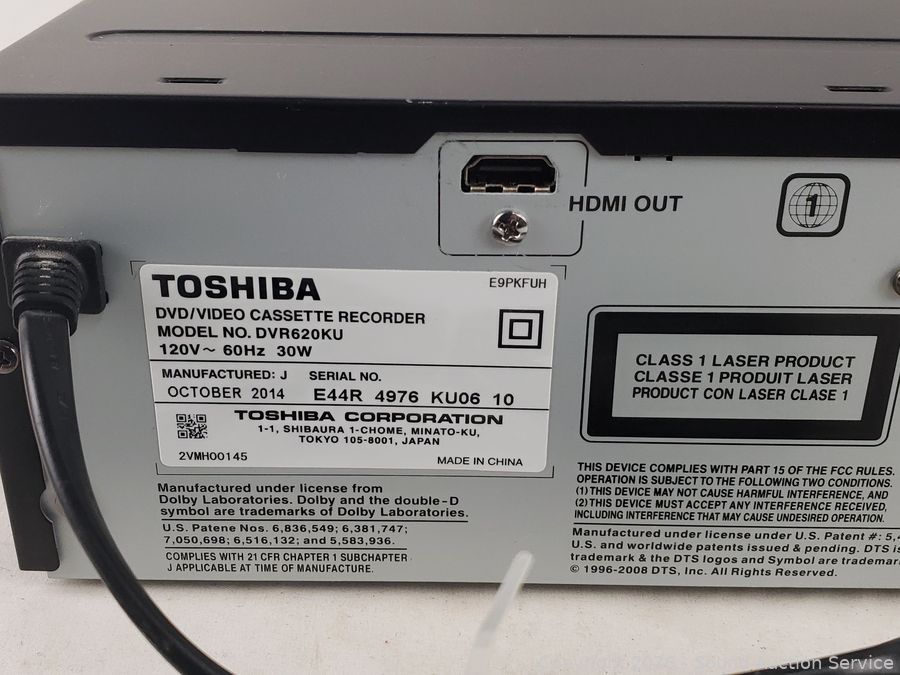 HDMI OUT
1
TOSHIBA
E9PKFUH
DVD/VIDEO CASSETTE RECORDER
MODEL NO. DVR620KU
120V～ 60Hz 30W
MANUFACTURED: J SERIAL NO.
OCTOBER 2014 E44R 4976 KU06 10
TOSHIBA CORPORATION
1-1, SHIBAURA 1-CHOME, MINATO-KU,
TOKYO 105-8001, JAPAN
2VMH00145
MADE IN CHINA
CLASS 1 LASER PRODUCT
CLASSE 1 PRODUIT LASER
PRODUCT CON LASER CLASE 1
Manufactured under license from
Dolby Laboratories. Dolby and the double-D
symbol are trademarks of Dolby Laboratories.
U.S. Patene Nos. 6,836,549; 6,381,747;
7,050,698; 6,516,132; and 5,583,936.
COMPLIES WITH 21 CFR CHAPTER 1 SUBCHAPTER
J APPLICABLE AT TIME OF MANUFACTURE.
THIS DEVICE COMPLIES WITH PART 15 OF THE FCC RULES.
OPERATION IS SUBJECT TO THE FOLLOWING TWO CONDITIONS.
(1) THIS DEVICE MAY NOT CAUSE HARMFUL INTERFERENCE, AND
(2) THIS DEVICE MUST ACCEPT ANY INTERFERENCE RECEIVED,
INCLUDING INTERFERENCE THAT MAY CAUSE UNDESIRED OPERATION.
Manufactured under license under U.S. Patent #: 5,4
U.S. and worldwide patents issued & pending. DTS is
trademark & the DTS logos and Symbol are trademar
© 1996-2008 DTS, Inc. All Rights Reserved.
Auction Service